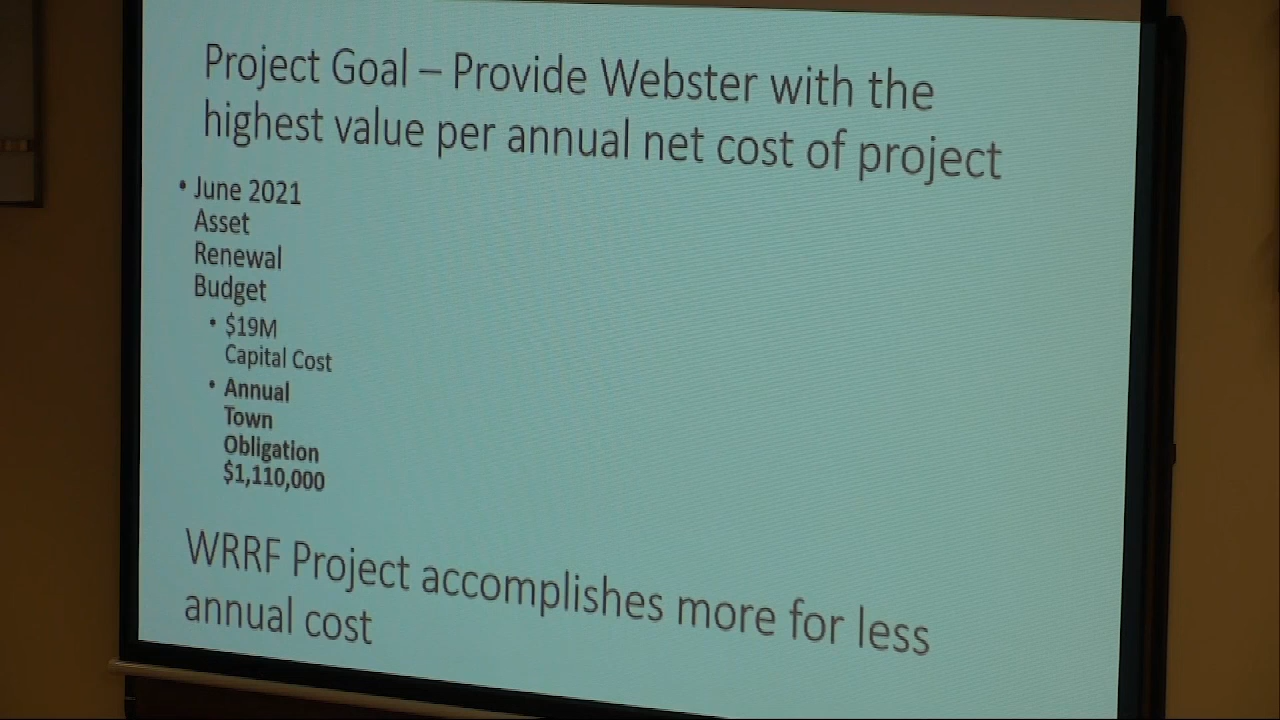 Project Goal – Provide Webster with the
highest value per annual net cost of project
• June 2021
Asset
Renewal
Budget
• $19M
Capital Cost
• Annual
Town
Obligation
$1,110,000
WRRF Project accomplishes more for less
annual cost